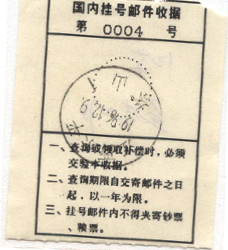 国内挂号邮件收据
第 0004 号
一、查询或领取补偿时，必须
交验本收据。
二、查询期限自交寄邮件之日
起，以一年为限。
三、挂号邮件内不得夹寄钞票
、粮票。